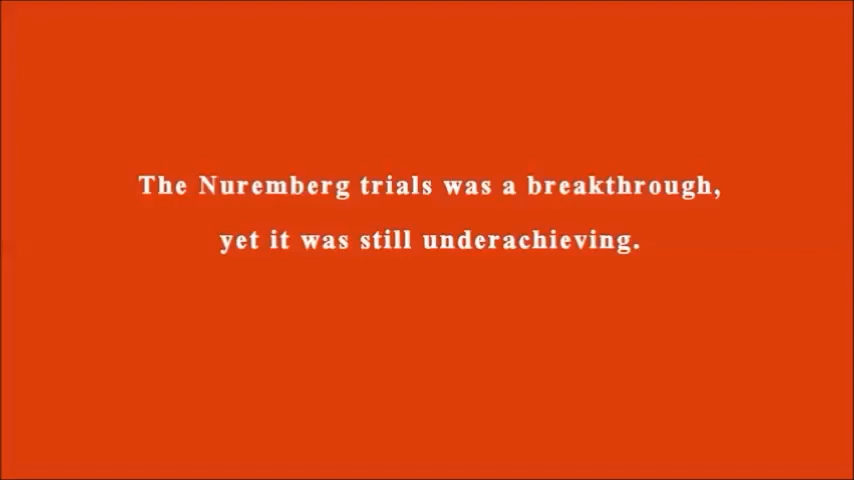 The Nuremberg trials was a breakthrough,
yet it was still underachieving.